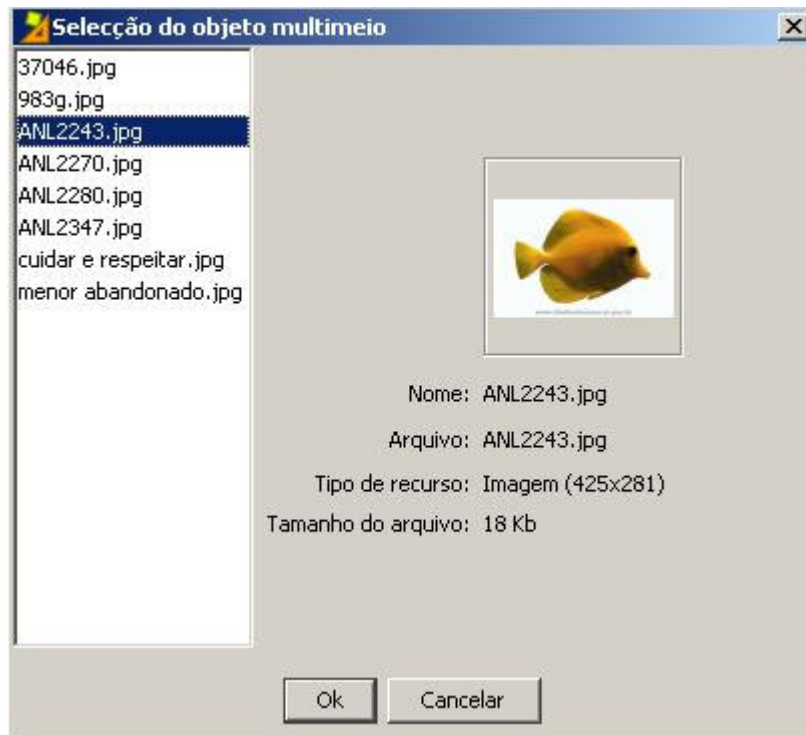 Selecção do objeto multimeio
37046.jpg
983g.jpg
ANL2243.jpg
ANL2270.jpg
ANL2280.jpg
ANL2347.jpg
cuidar e respeitar.jpg
menor abandonado.jpg
Nome: ANL2243.jpg
Arquivo: ANL2243.jpg
Tipo de recurso: Imagem (425x281)
Tamanho do arquivo: 18 Kb
Ok Cancelar